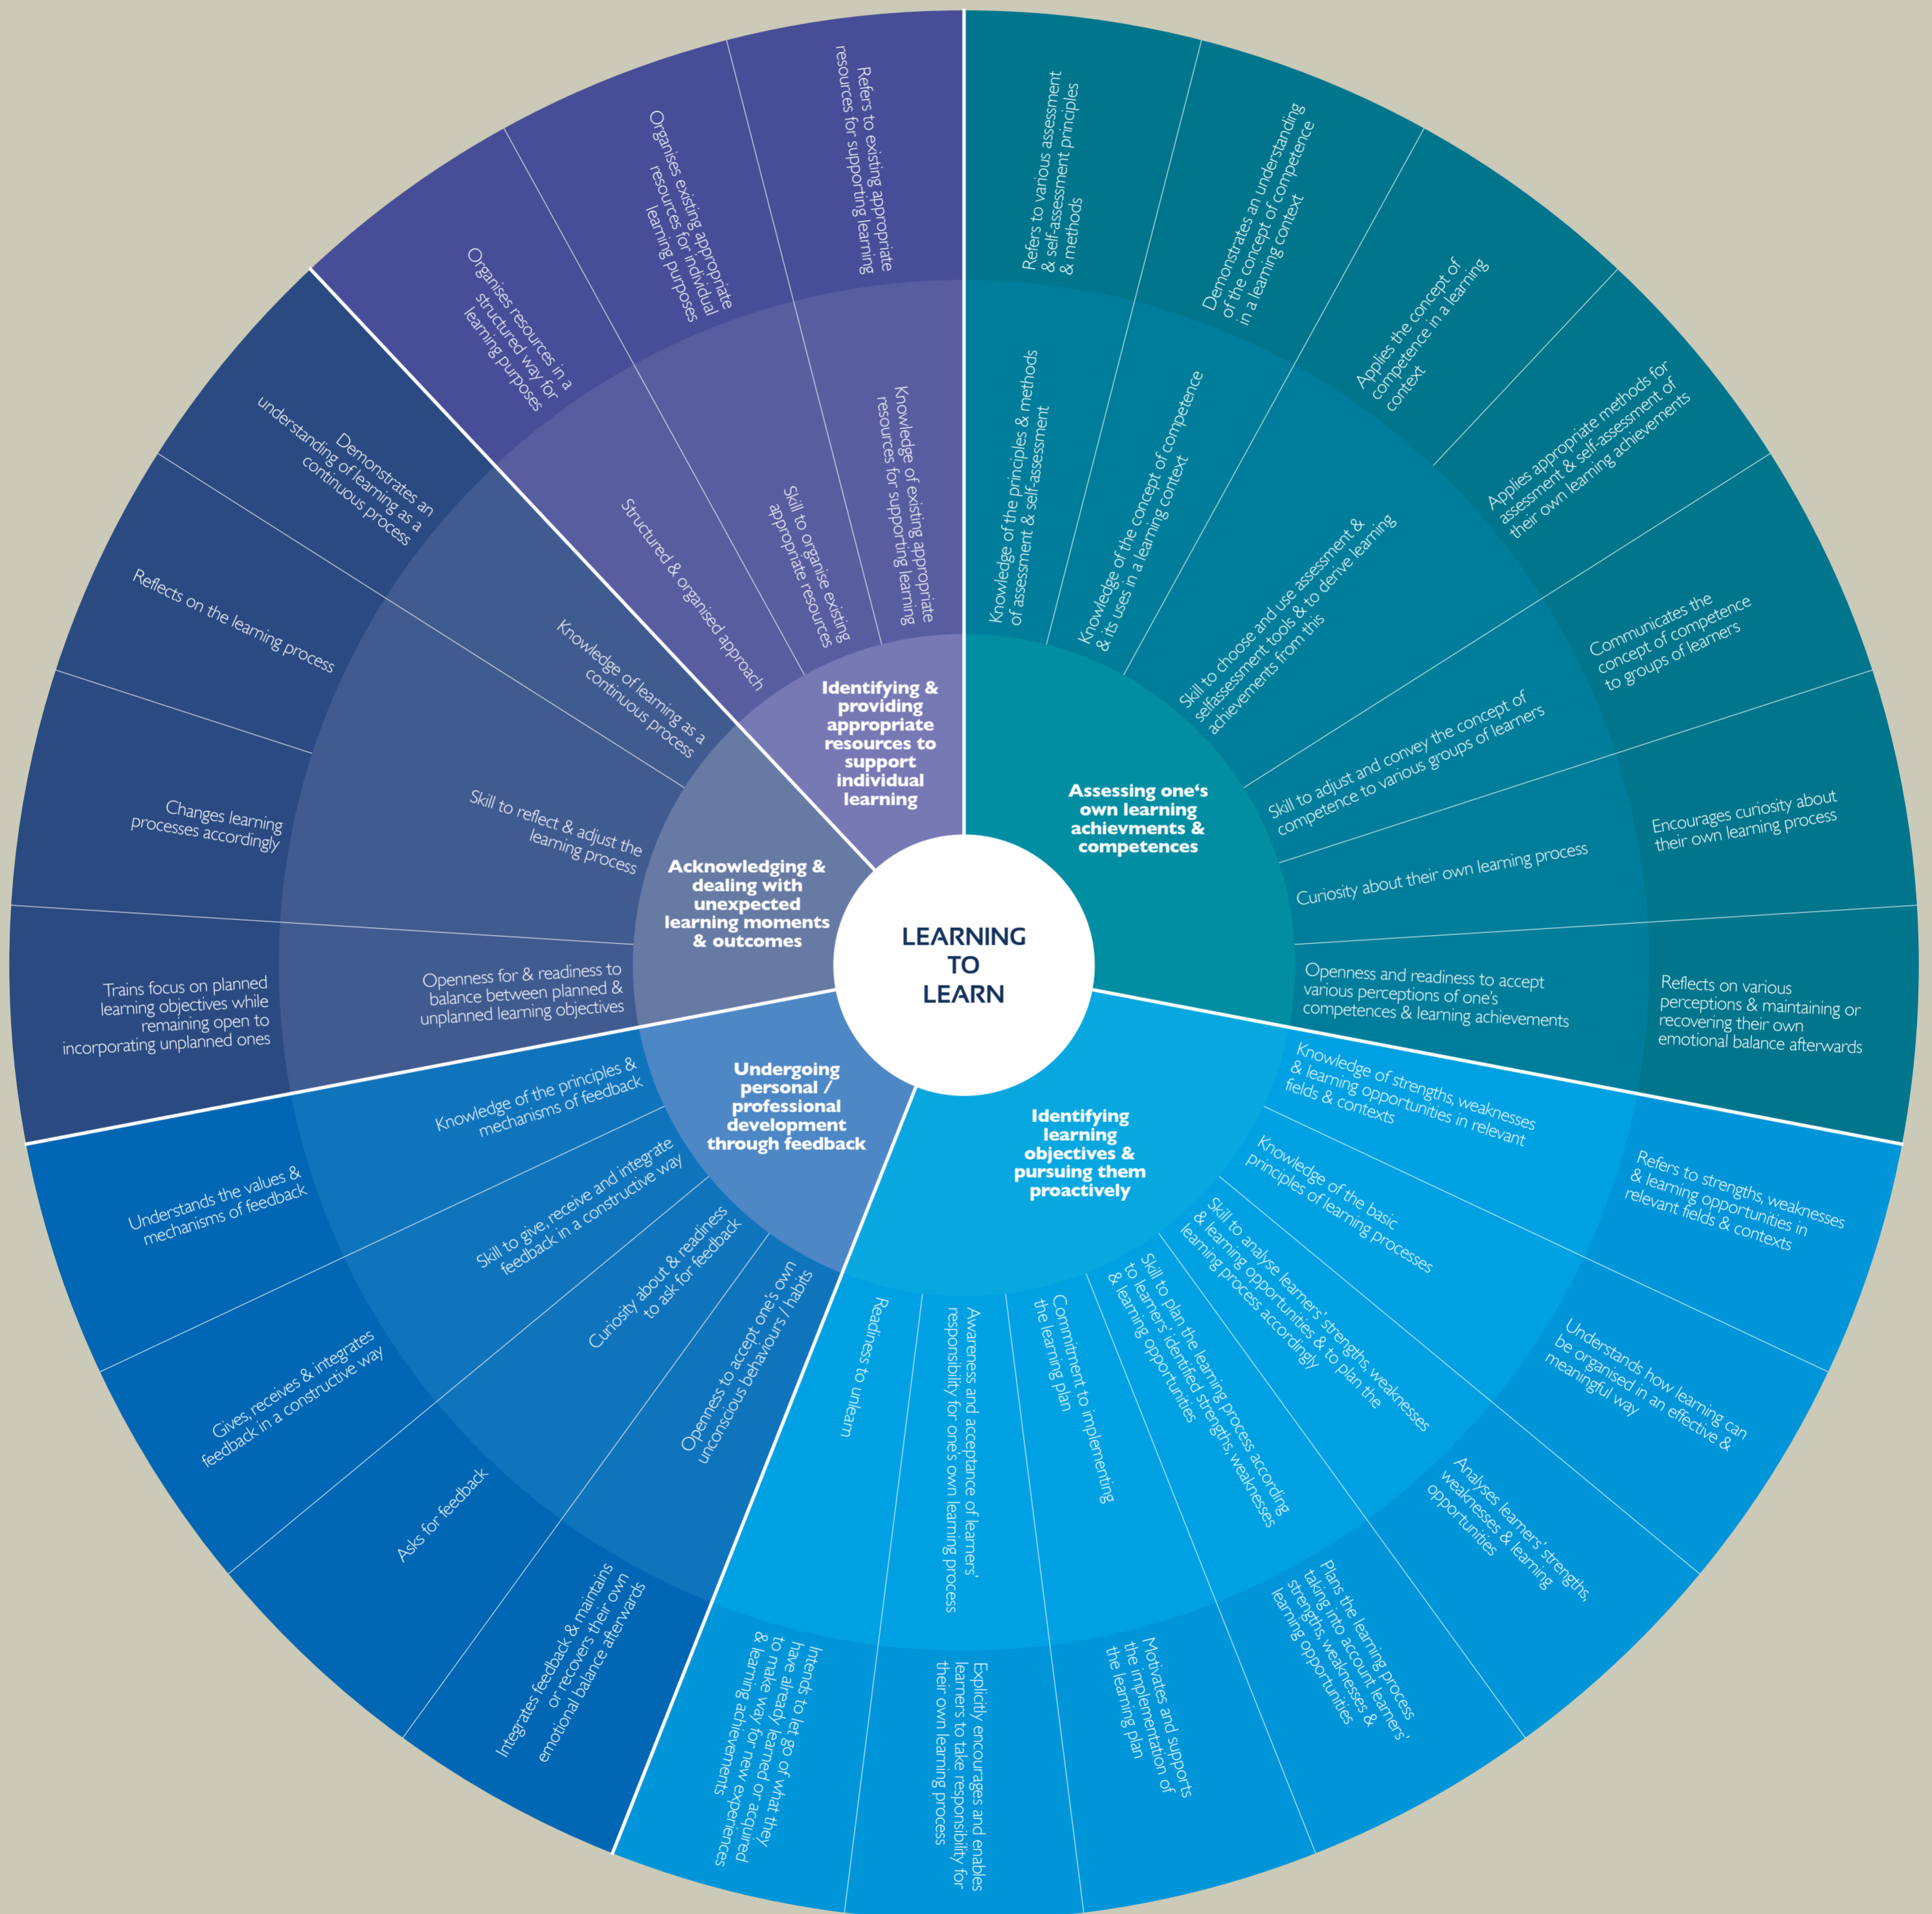 LEARNING
TO
LEARN
Assessing one‘s
own learning
achievments &
competences
Knowledge of the principles & methods
of assessment & self-assessment
Refers to various assessment
& self-assessment principles
& methods
Knowledge of the concept of competence
& its uses in a learning context
Demonstrates an understanding
of the concept of competence
in a learning context
Skill to choose and use assessment &
selfassessment tools & to derive learning
achievements from this
Applies the concept of
competence in a learning
context
Applies appropriate methods for
assessment & self-assessment of
their own learning achievements
Skill to adjust and convey the concept of
competence to various groups of learners
Communicates the
concept of competence
to groups of learners
Curiosity about their own learning process
Encourages curiosity about
their own learning process
Openness and readiness to accept
various perceptions of one’s
competences & learning achievements
Reflects on various
perceptions & maintaining or
recovering their own
emotional balance afterwards
Identifying
learning
objectives &
pursuing them
proactively
Knowledge of strengths, weaknesses
& learning opportunities in relevant
fields & contexts
Refers to strengths, weaknesses
& learning opportunities in
relevant fields & contexts
Knowledge of the basic
principles of learning processes
Understands how learning can
be organised in an effective &
meaningful way
Skill to analyse learners’ strengths, weaknesses
& learning opportunities & to plan the
learning process accordingly
Analyses learners’ strengths,
weaknesses & learning
opportunities
Skill to plan the learning process according
to learners’ identified strengths, weaknesses
& learning opportunities
Plans the learning process
taking into account learners’
strengths, weaknesses &
learning opportunities
Commitment to implementing
the learning plan
Motivates and supports
the implementation of
the learning plan
Awareness and acceptance of learners’
responsibility for one’s own learning process
Explicitly encourages and enables
learners to take responsibility for
their own learning process
Readiness to unlearn
Intends to let go of what they
have already learned or acquired
to make way for new experiences
& learning achievements
Undergoing
personal /
professional
development
through feedback
Openness to accept one’s own
unconscious behaviours / habits
Integrates feedback & maintains
or recovers their own
emotional balance afterwards
Curiosity about & readiness
to ask for feedback
Asks for feedback
Skill to give, receive and integrate
feedback in a constructive way
Gives, receives & integrates
feedback in a constructive way
Knowledge of the principles &
mechanisms of feedback
Understands the values &
mechanisms of feedback
Acknowledging &
dealing with
unexpected
learning moments
& outcomes
Openness for & readiness to
balance between planned &
unplanned learning objectives
Trains focus on planned
learning objectives while
remaining open to
incorporating unplanned ones
Skill to reflect & adjust the
learning process
Changes learning
processes accordingly
Reflects on the learning process
Knowledge of learning as a
continuous process
Demonstrates an
understanding of learning as a
continuous process
Identifying &
providing
appropriate
resources to
support
individual
learning
Structured & organised approach
Organises resources in a
structured way for
learning purposes
Skill to organise existing
appropriate resources
Organises existing appropriate
resources for individual
learning purposes
Knowledge of existing appropriate
resources for supporting learning
Refers to existing appropriate
resources for supporting learning